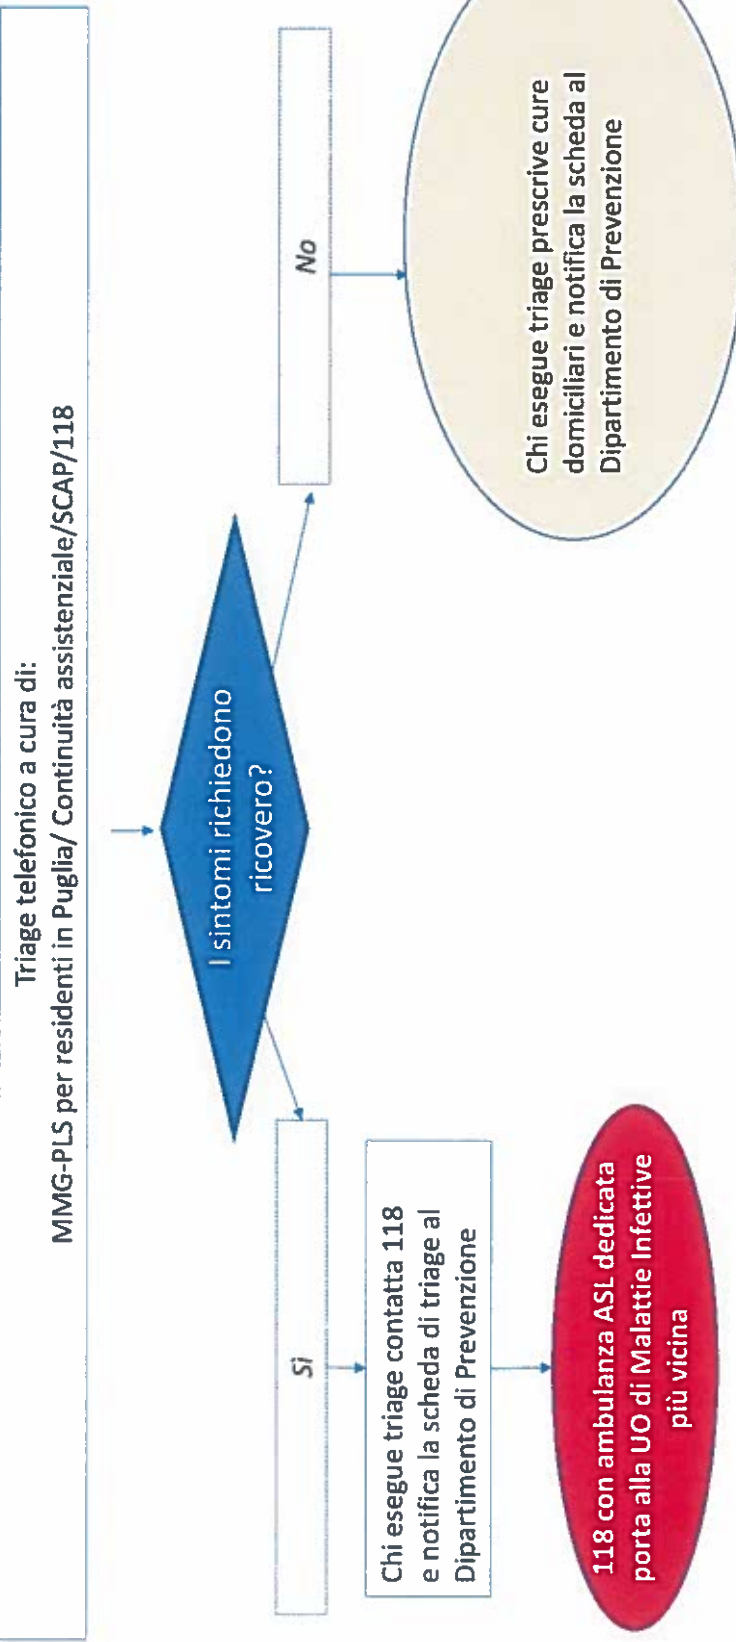 Triage telefonico a cura di:
MMG-PLS per residenti in Puglia/ Continuità assistenziale/SCAP/118
I sintomi richiedono
ricovero?
Sì
No
Chi esegue triage contatta 118
e notifica la scheda di triage al
Dipartimento di Prevenzione
118 con ambulanza ASL dedicata
porta alla UO di Malattie Infettive
più vicina
Chi esegue triage prescrive cure
domiciliari e notifica la scheda al
Dipartimento di Prevenzione